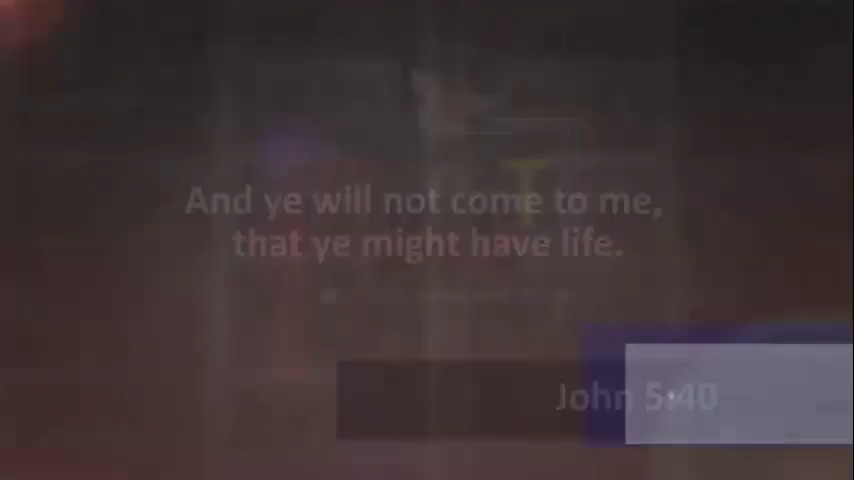 And ye will not come to me,
that ye might have life.
John 5:40